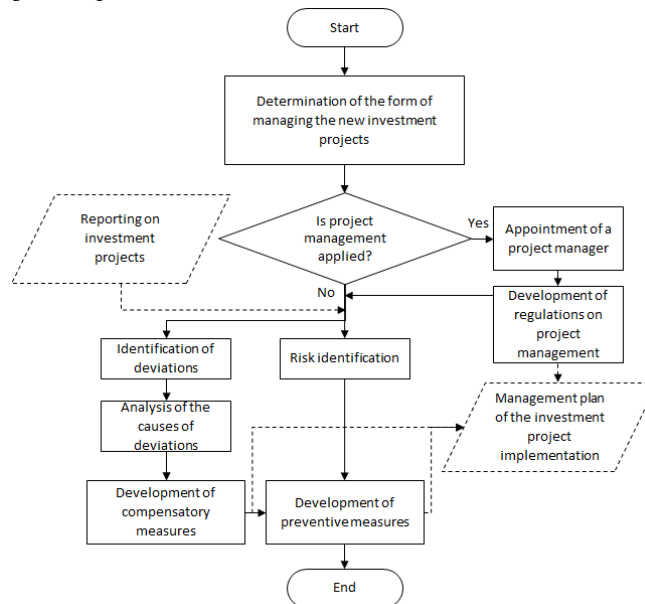 Start
Determination of the form of
managing the new investment
projects
Reporting on
investment
projects
Is project
management
applied?
Yes
Appointment of a
project manager
No
Development of
regulations on
project
management
Identification of
deviations
Risk identification
Analysis of the
causes of
deviations
Management plan
of the investment
project
implementation
Development of
compensatory
measures
Development of
preventive measures
End